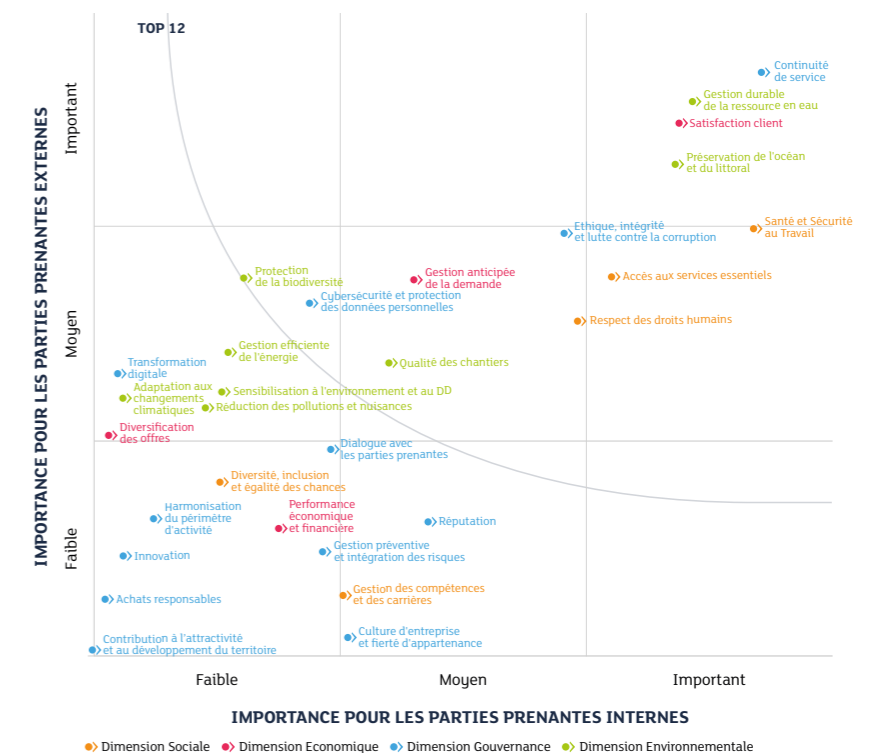 TOP 12
Continuité
de service
Gestion durable
de la ressource en eau
Satisfaction client
Préservation de l'océan
et du littoral
Santé et Sécurité
au Travail
Ethique, intégrité
et lutte contre la corruption
Protection
de la biodiversité
Gestion anticipée
de la demande
Accès aux services essentiels
Cybersécurité et protection
des données personnelles
Respect des droits humains
Gestion efficiente
de l'énergie
Qualité des chantiers
Transformation
digitale
Adaptation aux
changements
climatiques
Sensibilisation à l'environnement et au DD
Réduction des pollutions et nuisances
Diversification
des offres
Dialogue avec
les parties prenantes
Diversité, inclusion
et égalité des chances
Harmonisation
du périmètre
d'activité
Performance
économique
et financière
Réputation
Innovation
Gestion préventive
et intégration des risques
Achats responsables
Gestion des compétences
et des carrières
Culture d'entreprise
et fierté d'appartenance
Contribution à l'attractivité
et au développement du territoire
IMPORTANCE POUR LES PARTIES PRENANTES EXTERNES
Important
Moyen
Faible
Faible
Moyen
Important
IMPORTANCE POUR LES PARTIES PRENANTES INTERNES
Dimension Sociale
Dimension Economique
Dimension Gouvernance
Dimension Environnementale